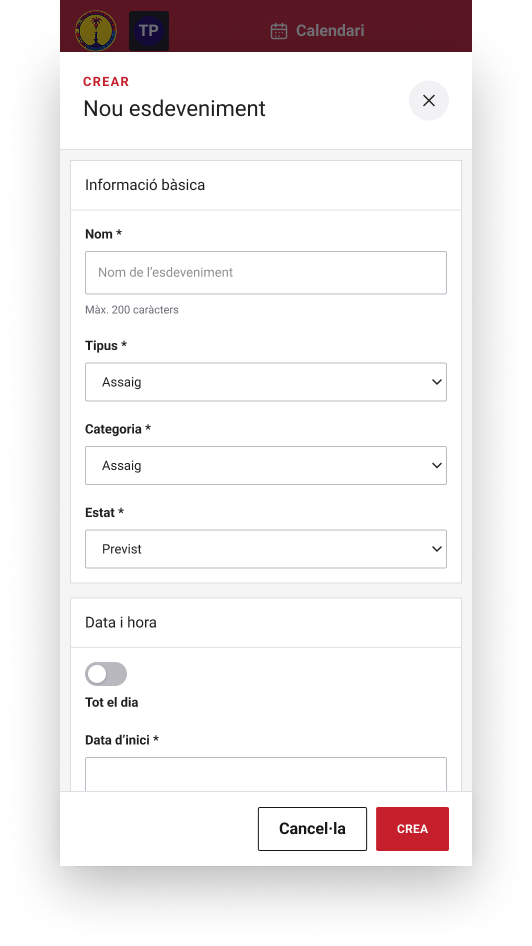 TP
Calendari
CREAR
Nou esdeveniment
Informació bàsica
Nom *
Nom de l'esdeveniment
Màx. 200 caràcters
Tipus *
Assaig
Categoria *
Assaig
Estat *
Previst
Data i hora
Tot el dia
Data d'inici *
Cancel·la
CREA